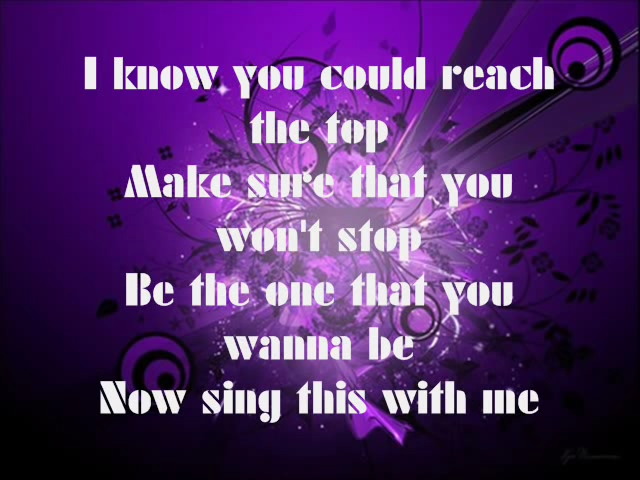 I know you could reach
the top
Make sure that you
won't stop
Be the one that you
wanna be
Now sing this with me